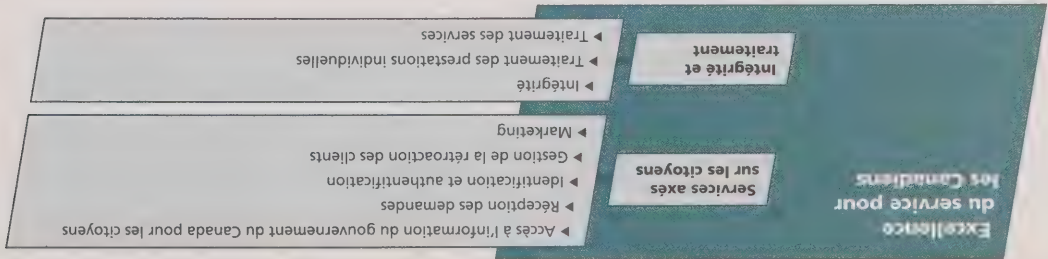 Excellence
du service pour
les Canadiens
Services axés
sur les citoyens
▶ Accès à l'information du gouvernement du Canada pour les citoyens
▶ Réception des demandes
▶ Identification et authentification
▶ Gestion de la rétroaction des clients
▶ Marketing
Intégrité et
traitement
▶ Intégrité
▶ Traitement des prestations individuelles
▶ Traitement des services